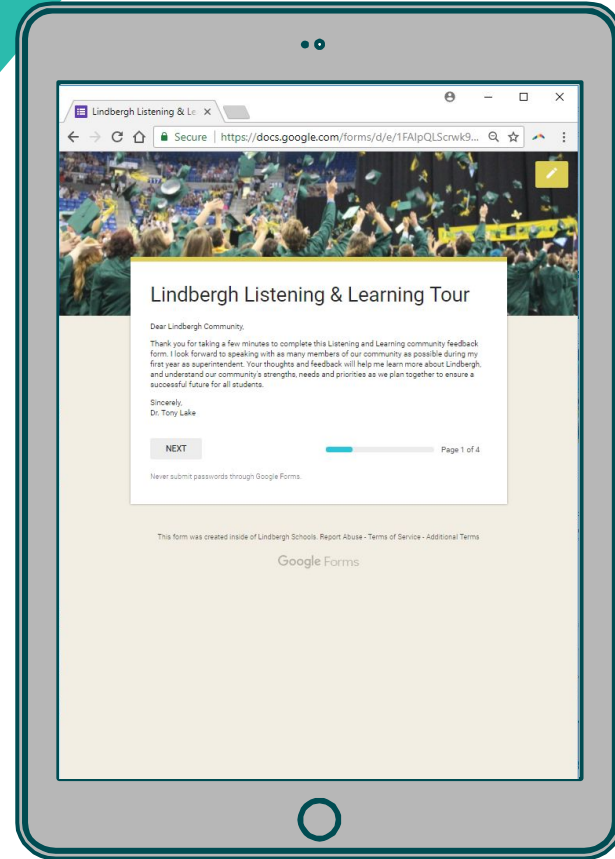 Lindbergh Listening & Le
Secure | https://docs.google.com/forms/d/e/1FAIpQLScrwk9...
Lindbergh Listening & Learning Tour
Dear Lindbergh Community,
Thank you for taking a few minutes to complete this Listening and Learning community feedback
form. I look forward to speaking with as many members of our community as possible during my
first year as superintendent. Your thoughts and feedback will help me learn more about Lindbergh,
and understand our community's strengths, needs and priorities as we plan together to ensure a
successful future for all students.
Sincerely,
Dr. Tony Lake
NEXT
Page 1 of 4
Never submit passwords through Google Forms.
This form was created inside of Lindbergh Schools. Report Abuse - Terms of Service - Additional Terms
Google Forms